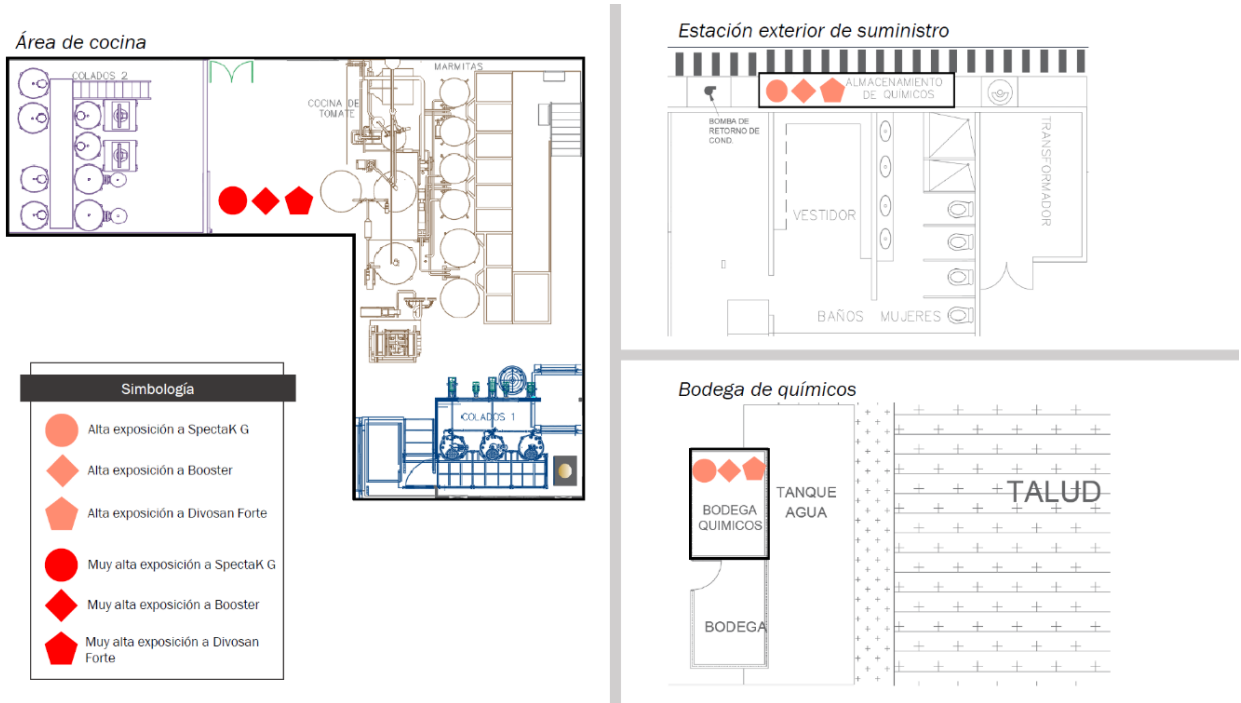 Área de cocina
COLADOS 2
MARMITAS
COCINA DE
TOMATE
COLADOS 1
Simbología
Alta exposición a SpectaK G
Alta exposición a Booster
Alta exposición a Divosan Forte
Muy alta exposición a SpectaK G
Muy alta exposición a Booster
Muy alta exposición a Divosan
Forte
Estación exterior de suministro
ALMACENAMIENTO
DE QUIMICOS
BOMBA DE
RETORNO DE
COND.
VESTIDOR
TRANSFORMADOR
BAÑOS MUJERES
Bodega de químicos
BODEGA
QUIMICOS
TANQUE
AGUA
TALUD
BODEGA